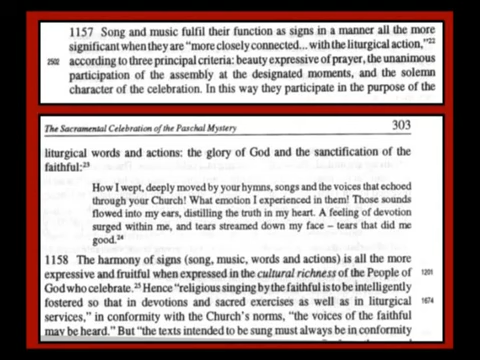 1157 Song and music fulfil their function as signs in a manner all the more
significant when they are "more closely connected... with the liturgical action,"²²
2502 according to three principal criteria: beauty expressive of prayer, the unanimous
participation of the assembly at the designated moments, and the solemn
character of the celebration. In this way they participate in the purpose of the
The Sacramental Celebration of the Paschal Mystery 303
liturgical words and actions: the glory of God and the sanctification of the
faithful:²³
How I wept, deeply moved by your hymns, songs and the voices that echoed
through your Church! What emotion I experienced in them! Those sounds
flowed into my ears, distilling the truth in my heart. A feeling of devotion
surged within me, and tears streamed down my face – tears that did me
good.²⁴
1158 The harmony of signs (song, music, words and actions) is all the more
expressive and fruitful when expressed in the cultural richness of the People of 1201
God who celebrate.²⁵ Hence "religious singing by the faithful is to be intelligently
fostered so that in devotions and sacred exercises as well as in liturgical 1674
services," in conformity with the Church's norms, "the voices of the faithful
may be heard." But "the texts intended to be sung must always be in conformity